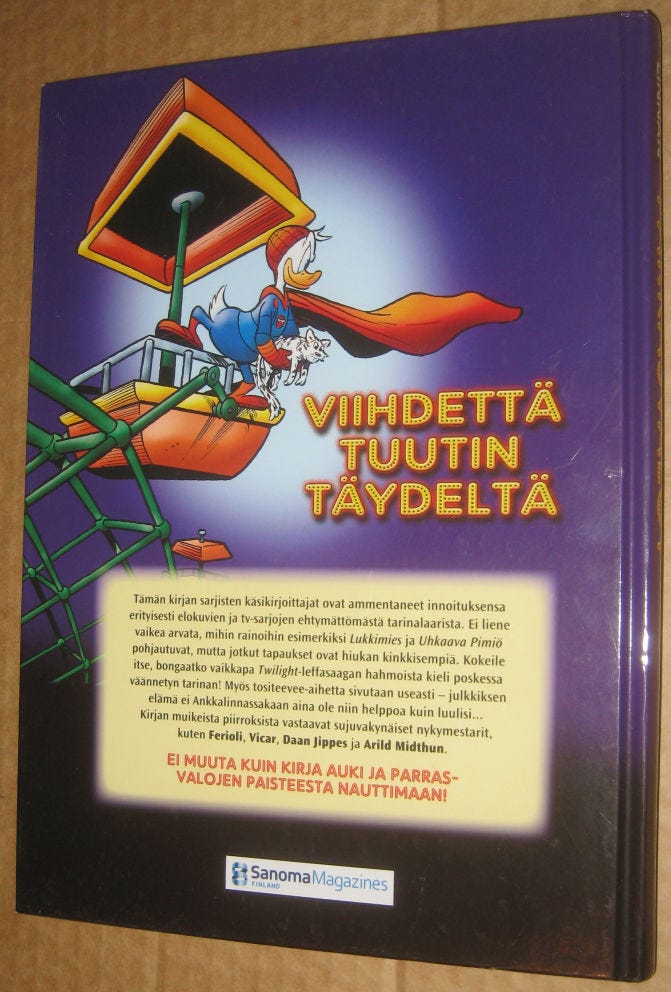 VIIHDETTÄ
TUUTIN
TÄYDELTÄ
Tämän kirjan sarjisten käsikirjoittajat ovat ammentaneet innoituksensa
erityisesti elokuvien ja tv-sarjojen ehtymättömästä tarinalaarista. Ei liene
vaikea arvata, mihin rainoihin esimerkiksi Lukkimies ja Uhkaava Pimiö
pohjautuvat, mutta jotkut tapaukset ovat hiukan kinkkisempiä. Kokeile
itse, bongaatko vaikkapa Twilight-leffasaagan hahmoista kieli poskessa
väännetyn tarinan! Myös tositeevee-aihetta sivutaan useasti – julkkiksen
elämä ei Ankkalinnassakaan aina ole niin helppoa kuin luulisi...
Kirjan muikeista piirroksista vastaavat sujuvakynäiset nykymestarit,
kuten Ferioli, Vicar, Daan Jippes ja Arild Midthun.
EI MUUTA KUIN KIRJA AUKI JA PARRAS-
VALOJEN PAISTEESTA NAUTTIMAAN!
SanomaMagazines
FINLAND